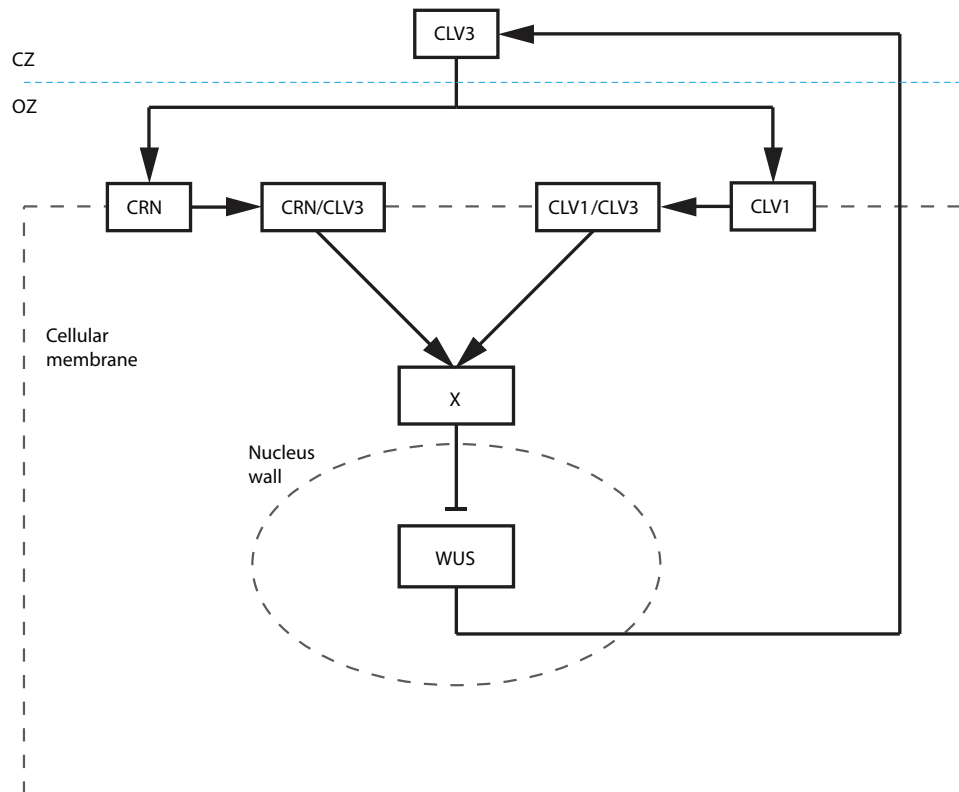 CLV3
CZ
OZ
CRN
CRN/CLV3
CLV1/CLV3
CLV1
Cellular
membrane
X
Nucleus
wall
WUS